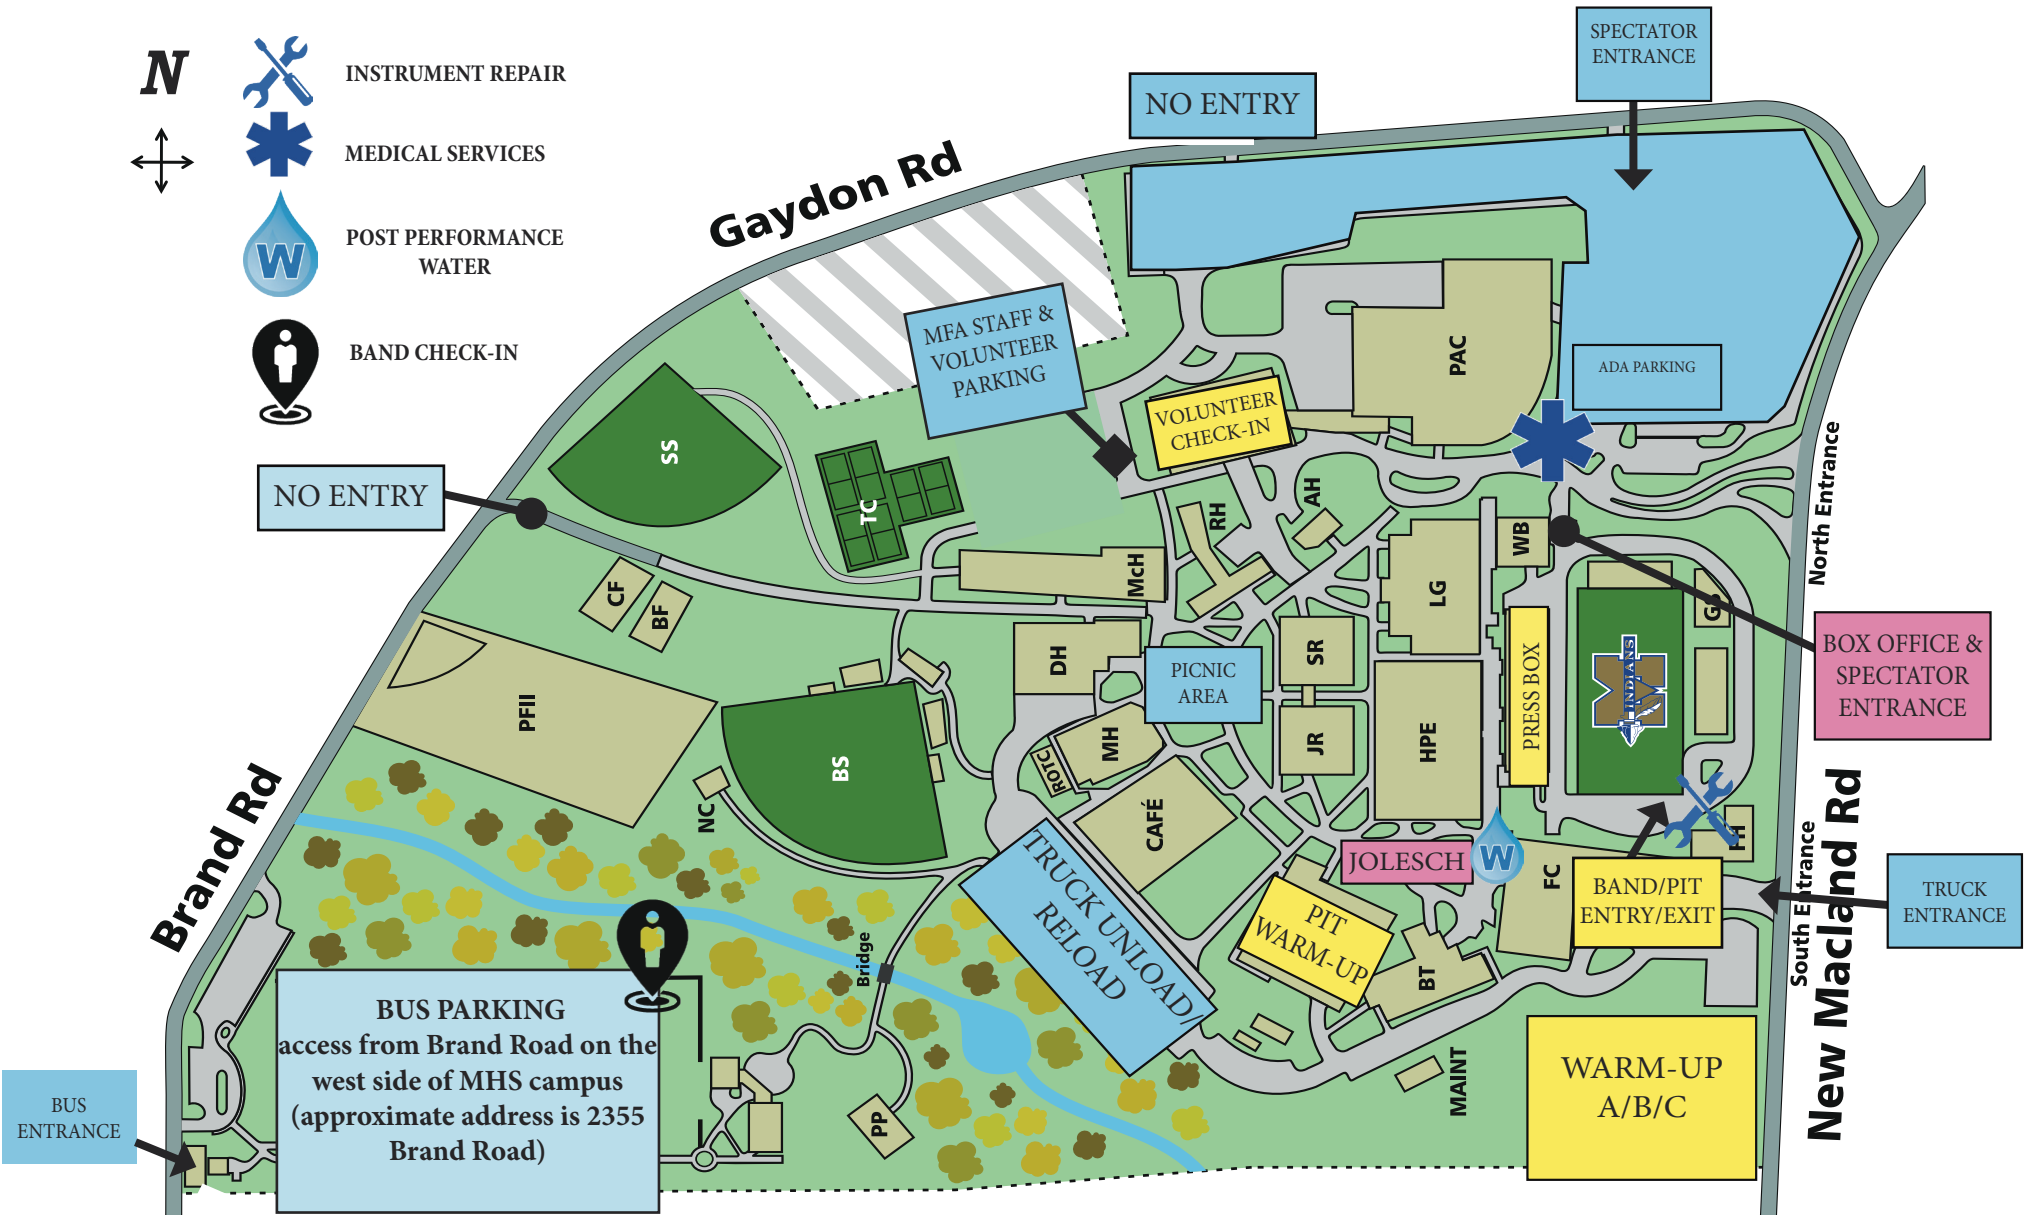 N
INSTRUMENT REPAIR
MEDICAL SERVICES
W
POST PERFORMANCE
WATER
BAND CHECK-IN
NO ENTRY
SPECTATOR
ENTRANCE
Gaydon Rd
MFA STAFF &
VOLUNTEER
PARKING
VOLUNTEER
CHECK-IN
PAC
ADA PARKING
NO ENTRY
SS
TC
RH
AH
WB
North Entrance
CF
BF
McH
LG
GP
BOX OFFICE &
SPECTATOR
ENTRANCE
DH
PICNIC
AREA
SR
PRESS BOX
INDIANS
PFII
BS
ROTC
MH
JR
HPE
NC
CAFÉ
JOLESCH
W
FC
FH
BAND/PIT
ENTRY/EXIT
South Entrance
New Macland Rd
TRUCK
ENTRANCE
Brand Rd
TRUCK UNLOAD/
RELOAD
PIT
WARM-UP
BT
Bridge
BUS PARKING
access from Brand Road on the
west side of MHS campus
(approximate address is 2355
Brand Road)
PP
MAINT
WARM-UP
A/B/C
BUS
ENTRANCE